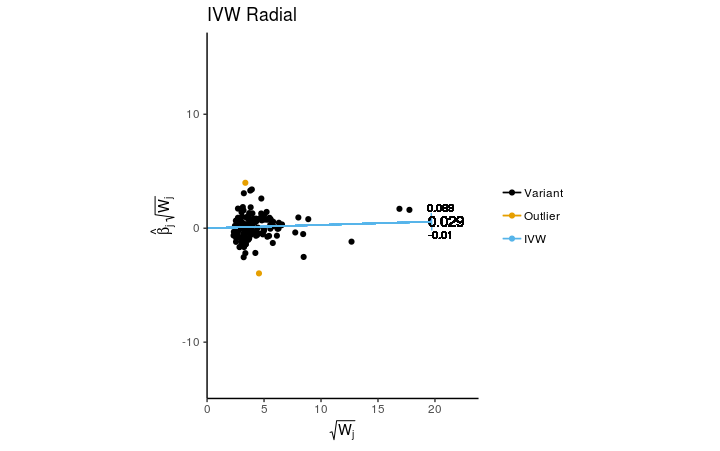 IVW Radial
10
0
-10
β̂j√Wj
0.069
0.029
-0.01
Variant
Outlier
IVW
0 5 10 15 20
√Wj